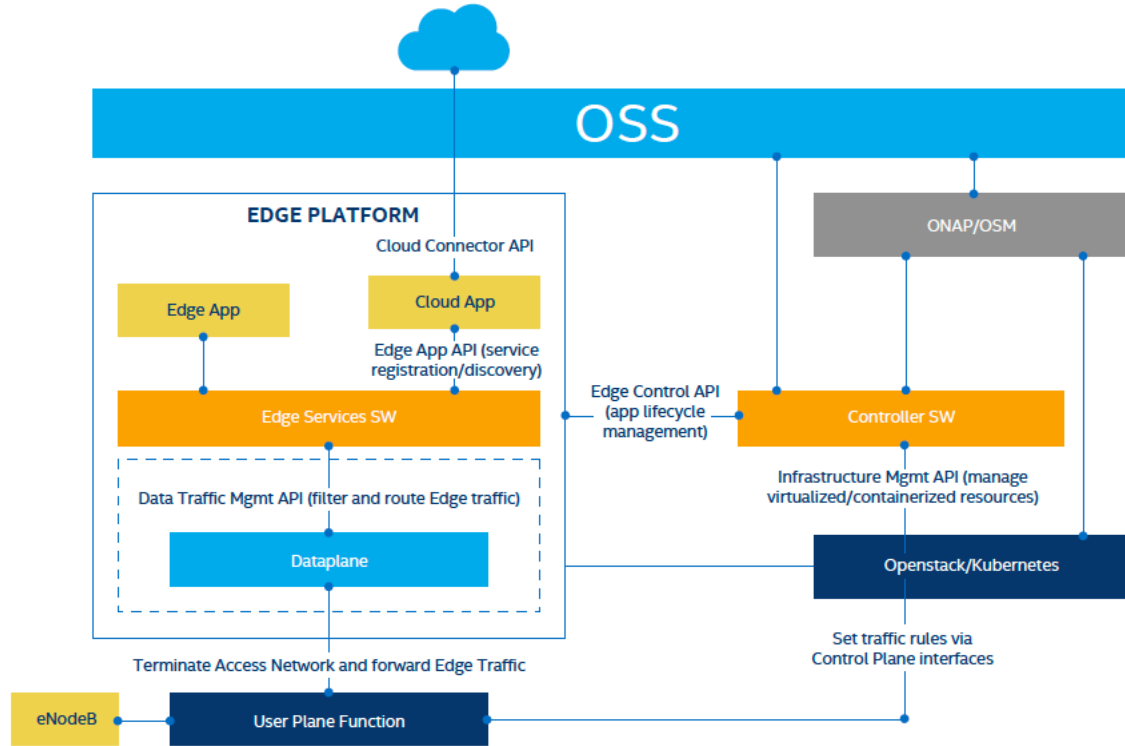 OSS
EDGE PLATFORM
Cloud Connector API
ONAP/OSM
Edge App
Cloud App
Edge App API (service
registration/discovery)
Edge Services SW
Edge Control API
(app lifecycle
management)
Controller SW
Data Traffic Mgmt API (filter and route Edge traffic)
Infrastructure Mgmt API (manage
virtualized/containerized resources)
Dataplane
Openstack/Kubernetes
Terminate Access Network and forward Edge Traffic
Set traffic rules via
Control Plane interfaces
eNodeB
User Plane Function